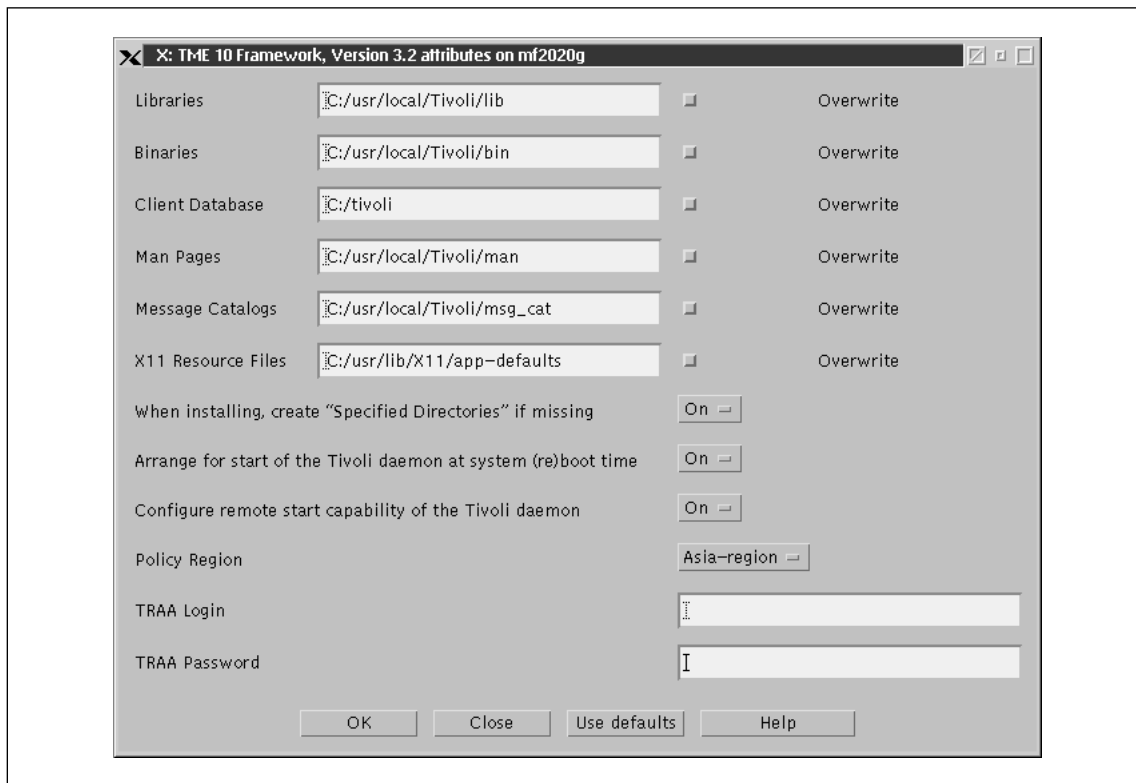 X: TME 10 Framework, Version 3.2 attributes on mf2020g
Libraries C:/usr/local/Tivoli/lib Overwrite
Binaries C:/usr/local/Tivoli/bin Overwrite
Client Database C:/tivoli Overwrite
Man Pages C:/usr/local/Tivoli/man Overwrite
Message Catalogs C:/usr/local/Tivoli/msg_cat Overwrite
X11 Resource Files C:/usr/lib/X11/app-defaults Overwrite
When installing, create “Specified Directories” if missing On
Arrange for start of the Tivoli daemon at system (re)boot time On
Configure remote start capability of the Tivoli daemon On
Policy Region Asia-region
TRAA Login
TRAA Password
OK Close Use defaults Help